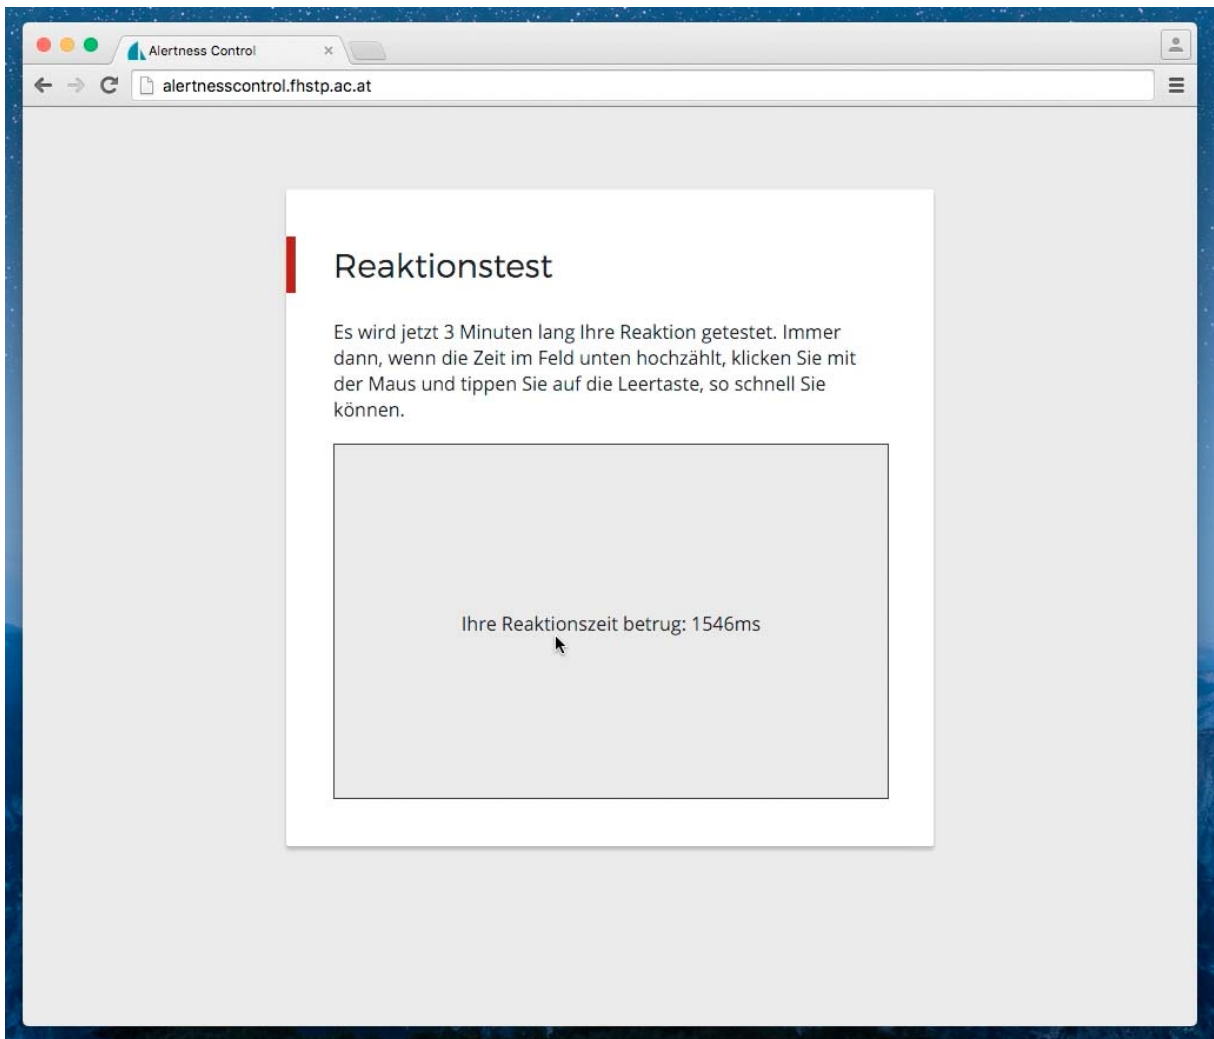 Alertness Control
alertnesscontrol.fhstp.ac.at
Reaktionstest
Es wird jetzt 3 Minuten lang Ihre Reaktion getestet. Immer
dann, wenn die Zeit im Feld unten hochzählt, klicken Sie mit
der Maus und tippen Sie auf die Leertaste, so schnell Sie
können.
Ihre Reaktionszeit betrug: 1546ms